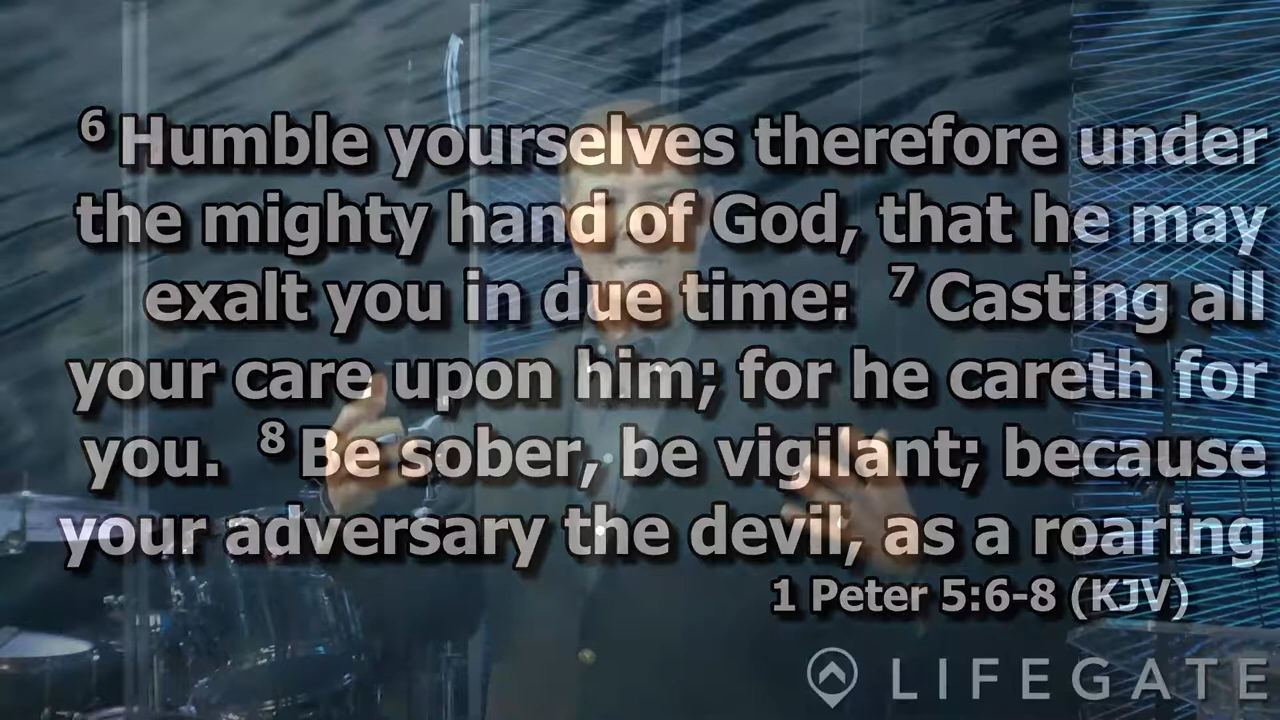 6 Humble yourselves therefore under
the mighty hand of God, that he may
exalt you in due time: 7 Casting all
your care upon him; for he careth for
you. 8 Be sober, be vigilant; because
your adversary the devil, as a roaring
1 Peter 5:6-8 (KJV)
LIFEGATE